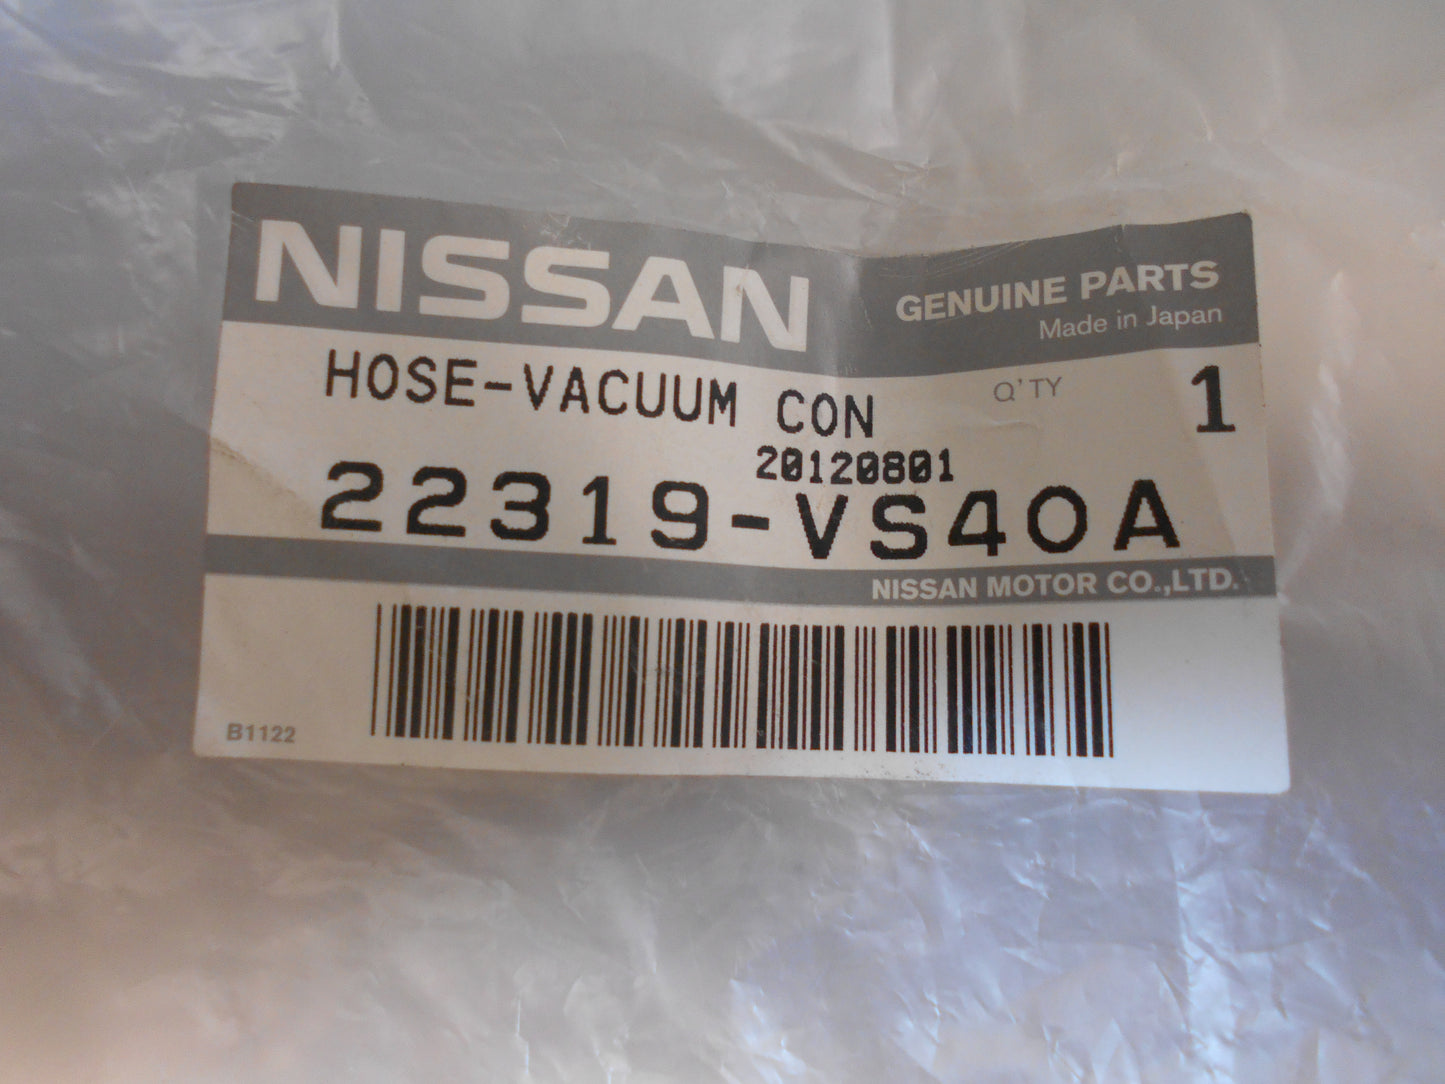 NISSAN
GENUINE PARTS
Made in Japan
HOSE-VACUUM CON
Q'TY 1
20120801
22319-VS40A
NISSAN MOTOR CO.,LTD.
B1122